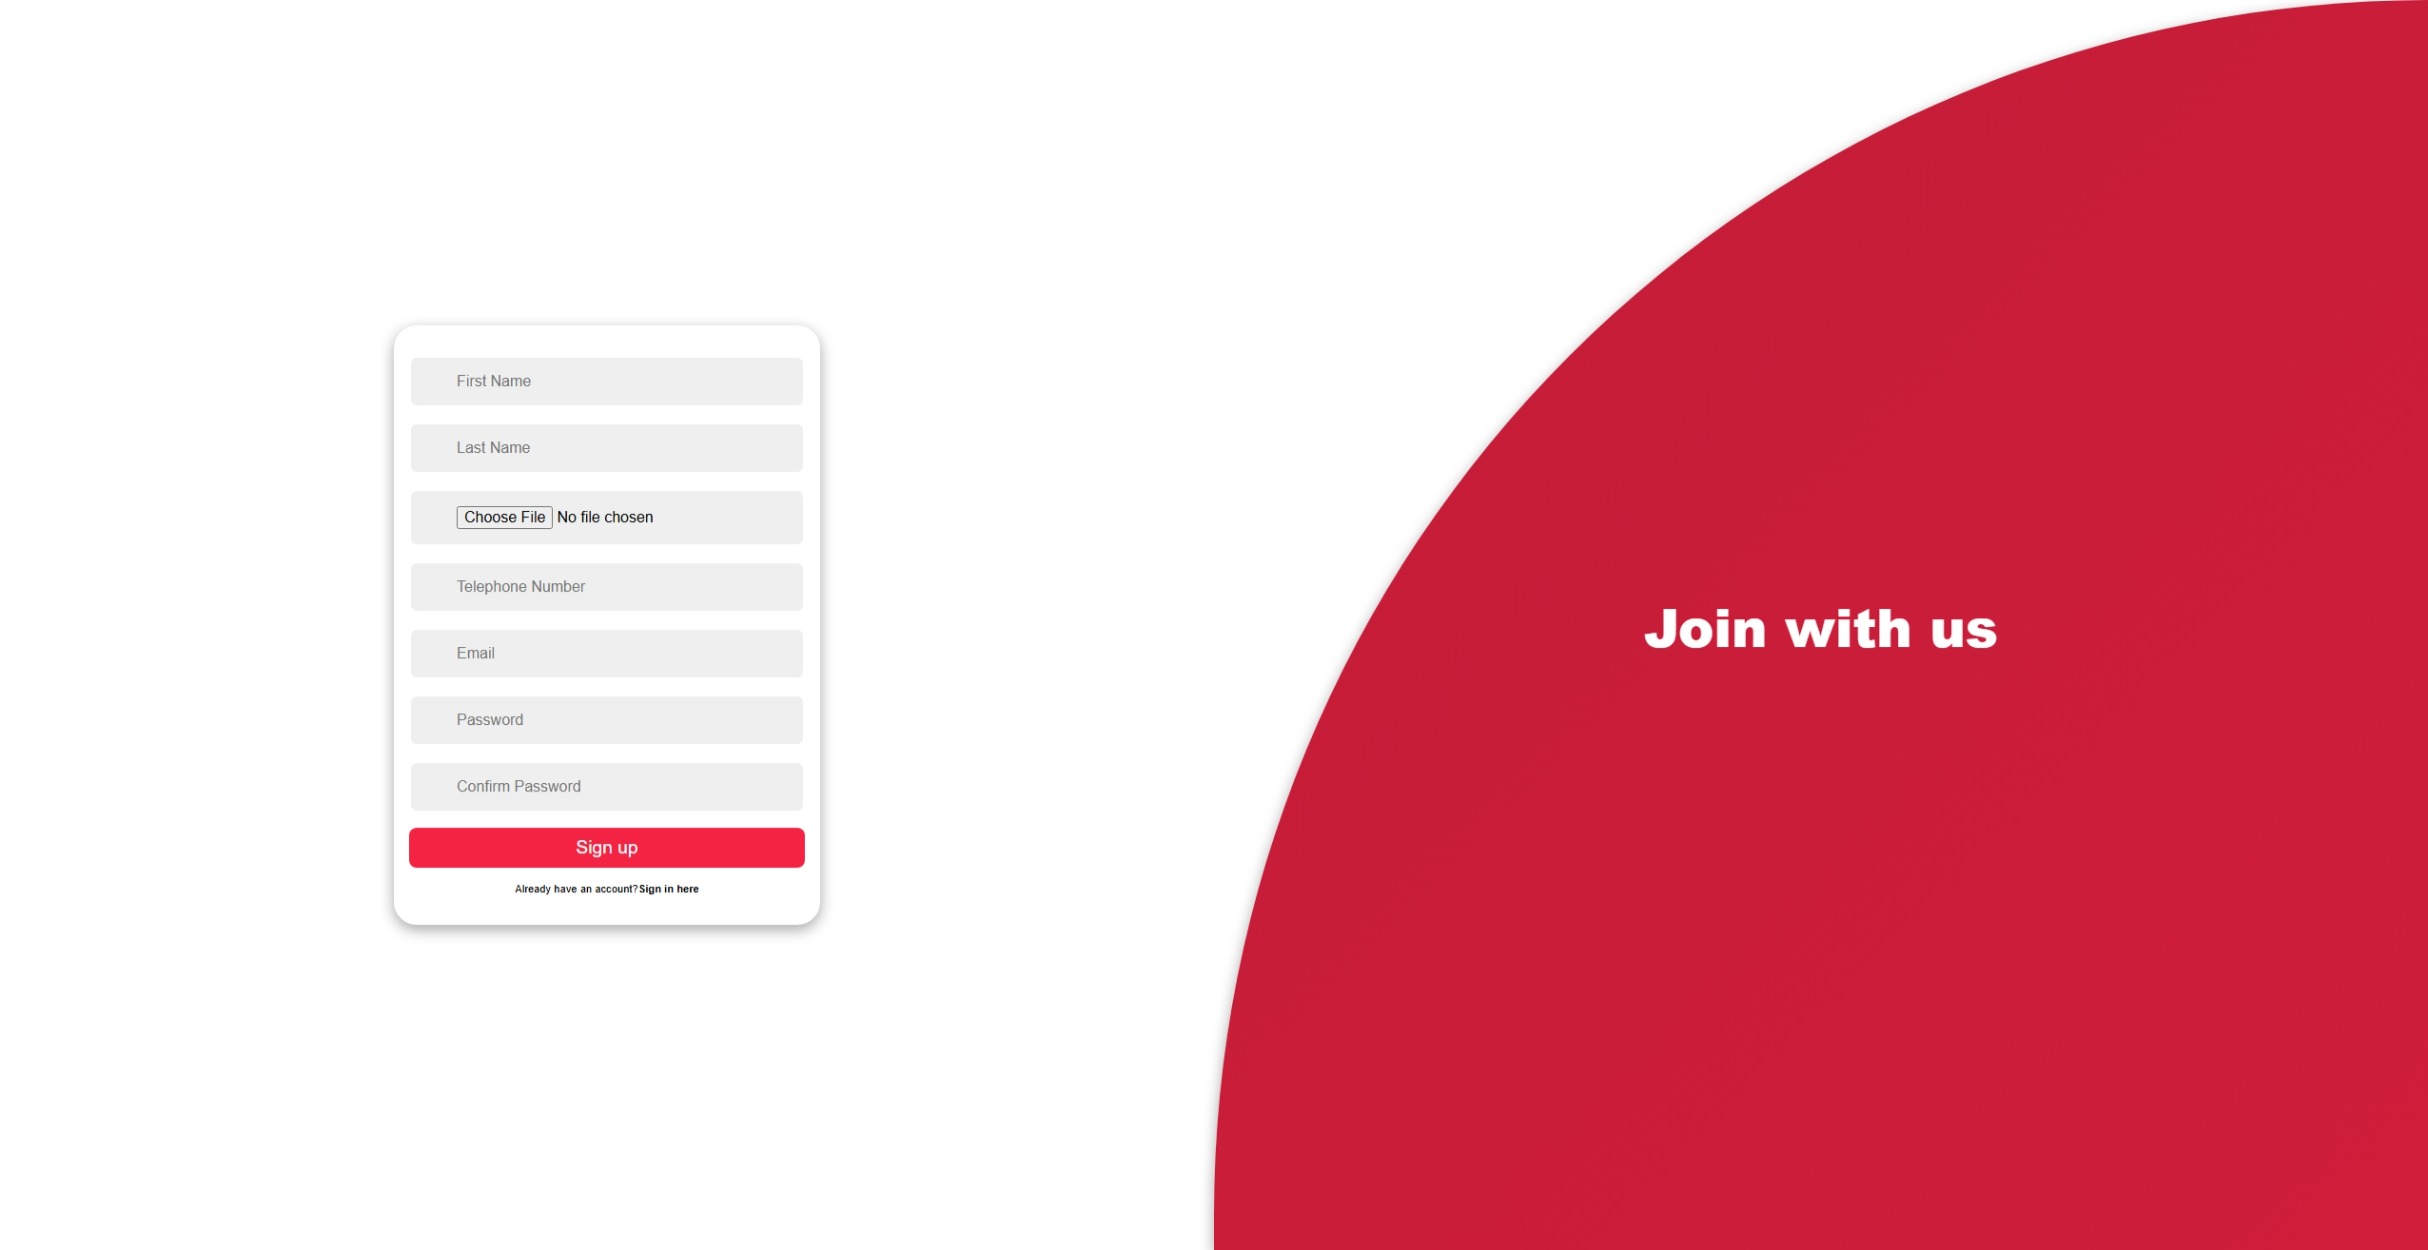 First Name
Last Name
Choose File No file chosen
Telephone Number
Email
Password
Confirm Password
Sign up
Already have an account? Sign in here
Join with us